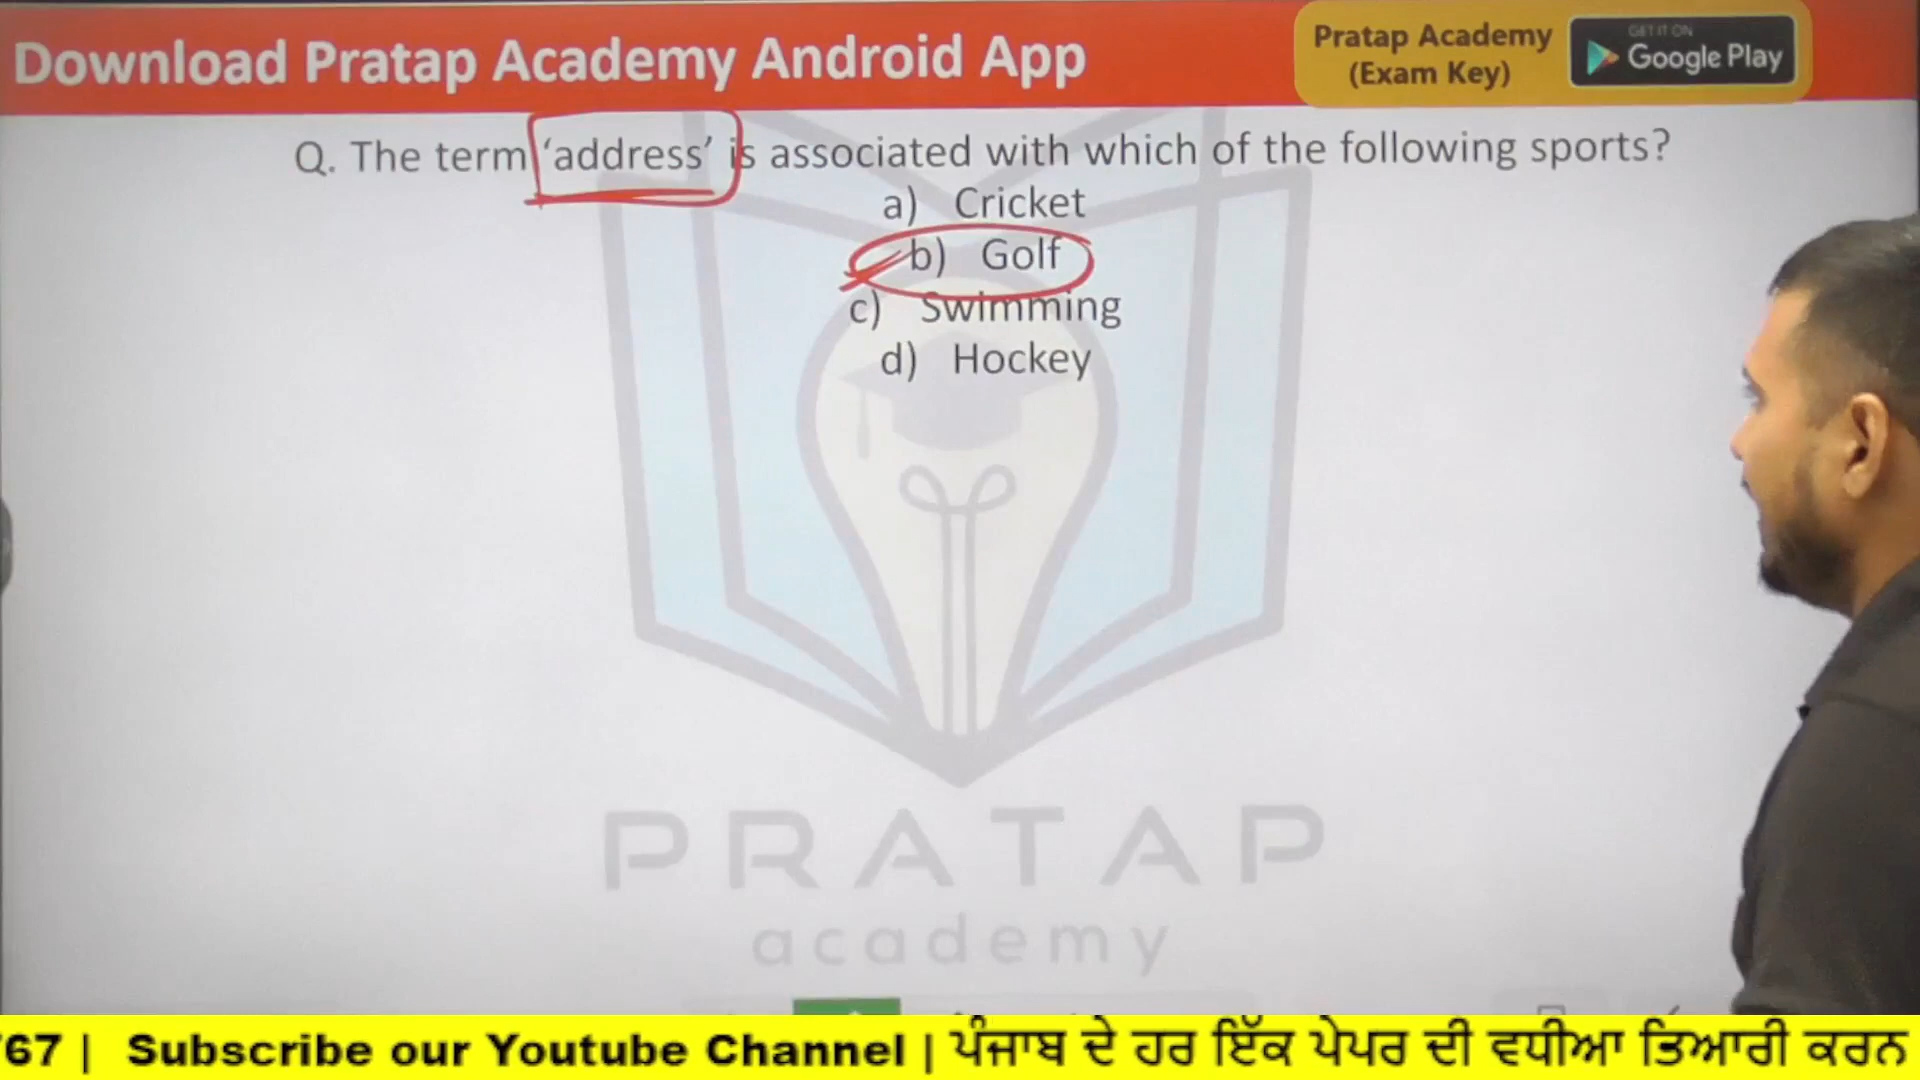 Download Pratap Academy Android App
Pratap Academy
(Exam Key)
GET IT ON
Google Play
Q. The term ‘address’ is associated with which of the following sports?
a) Cricket
b) Golf
c) Swimming
d) Hockey
PRATAP
academy
67 | Subscribe our Youtube Channel | ਪੰਜਾਬ ਦੇ ਹਰ ਇੱਕ ਪੇਪਰ ਦੀ ਵਧੀਆ ਤਿਆਰੀ ਕਰਨ